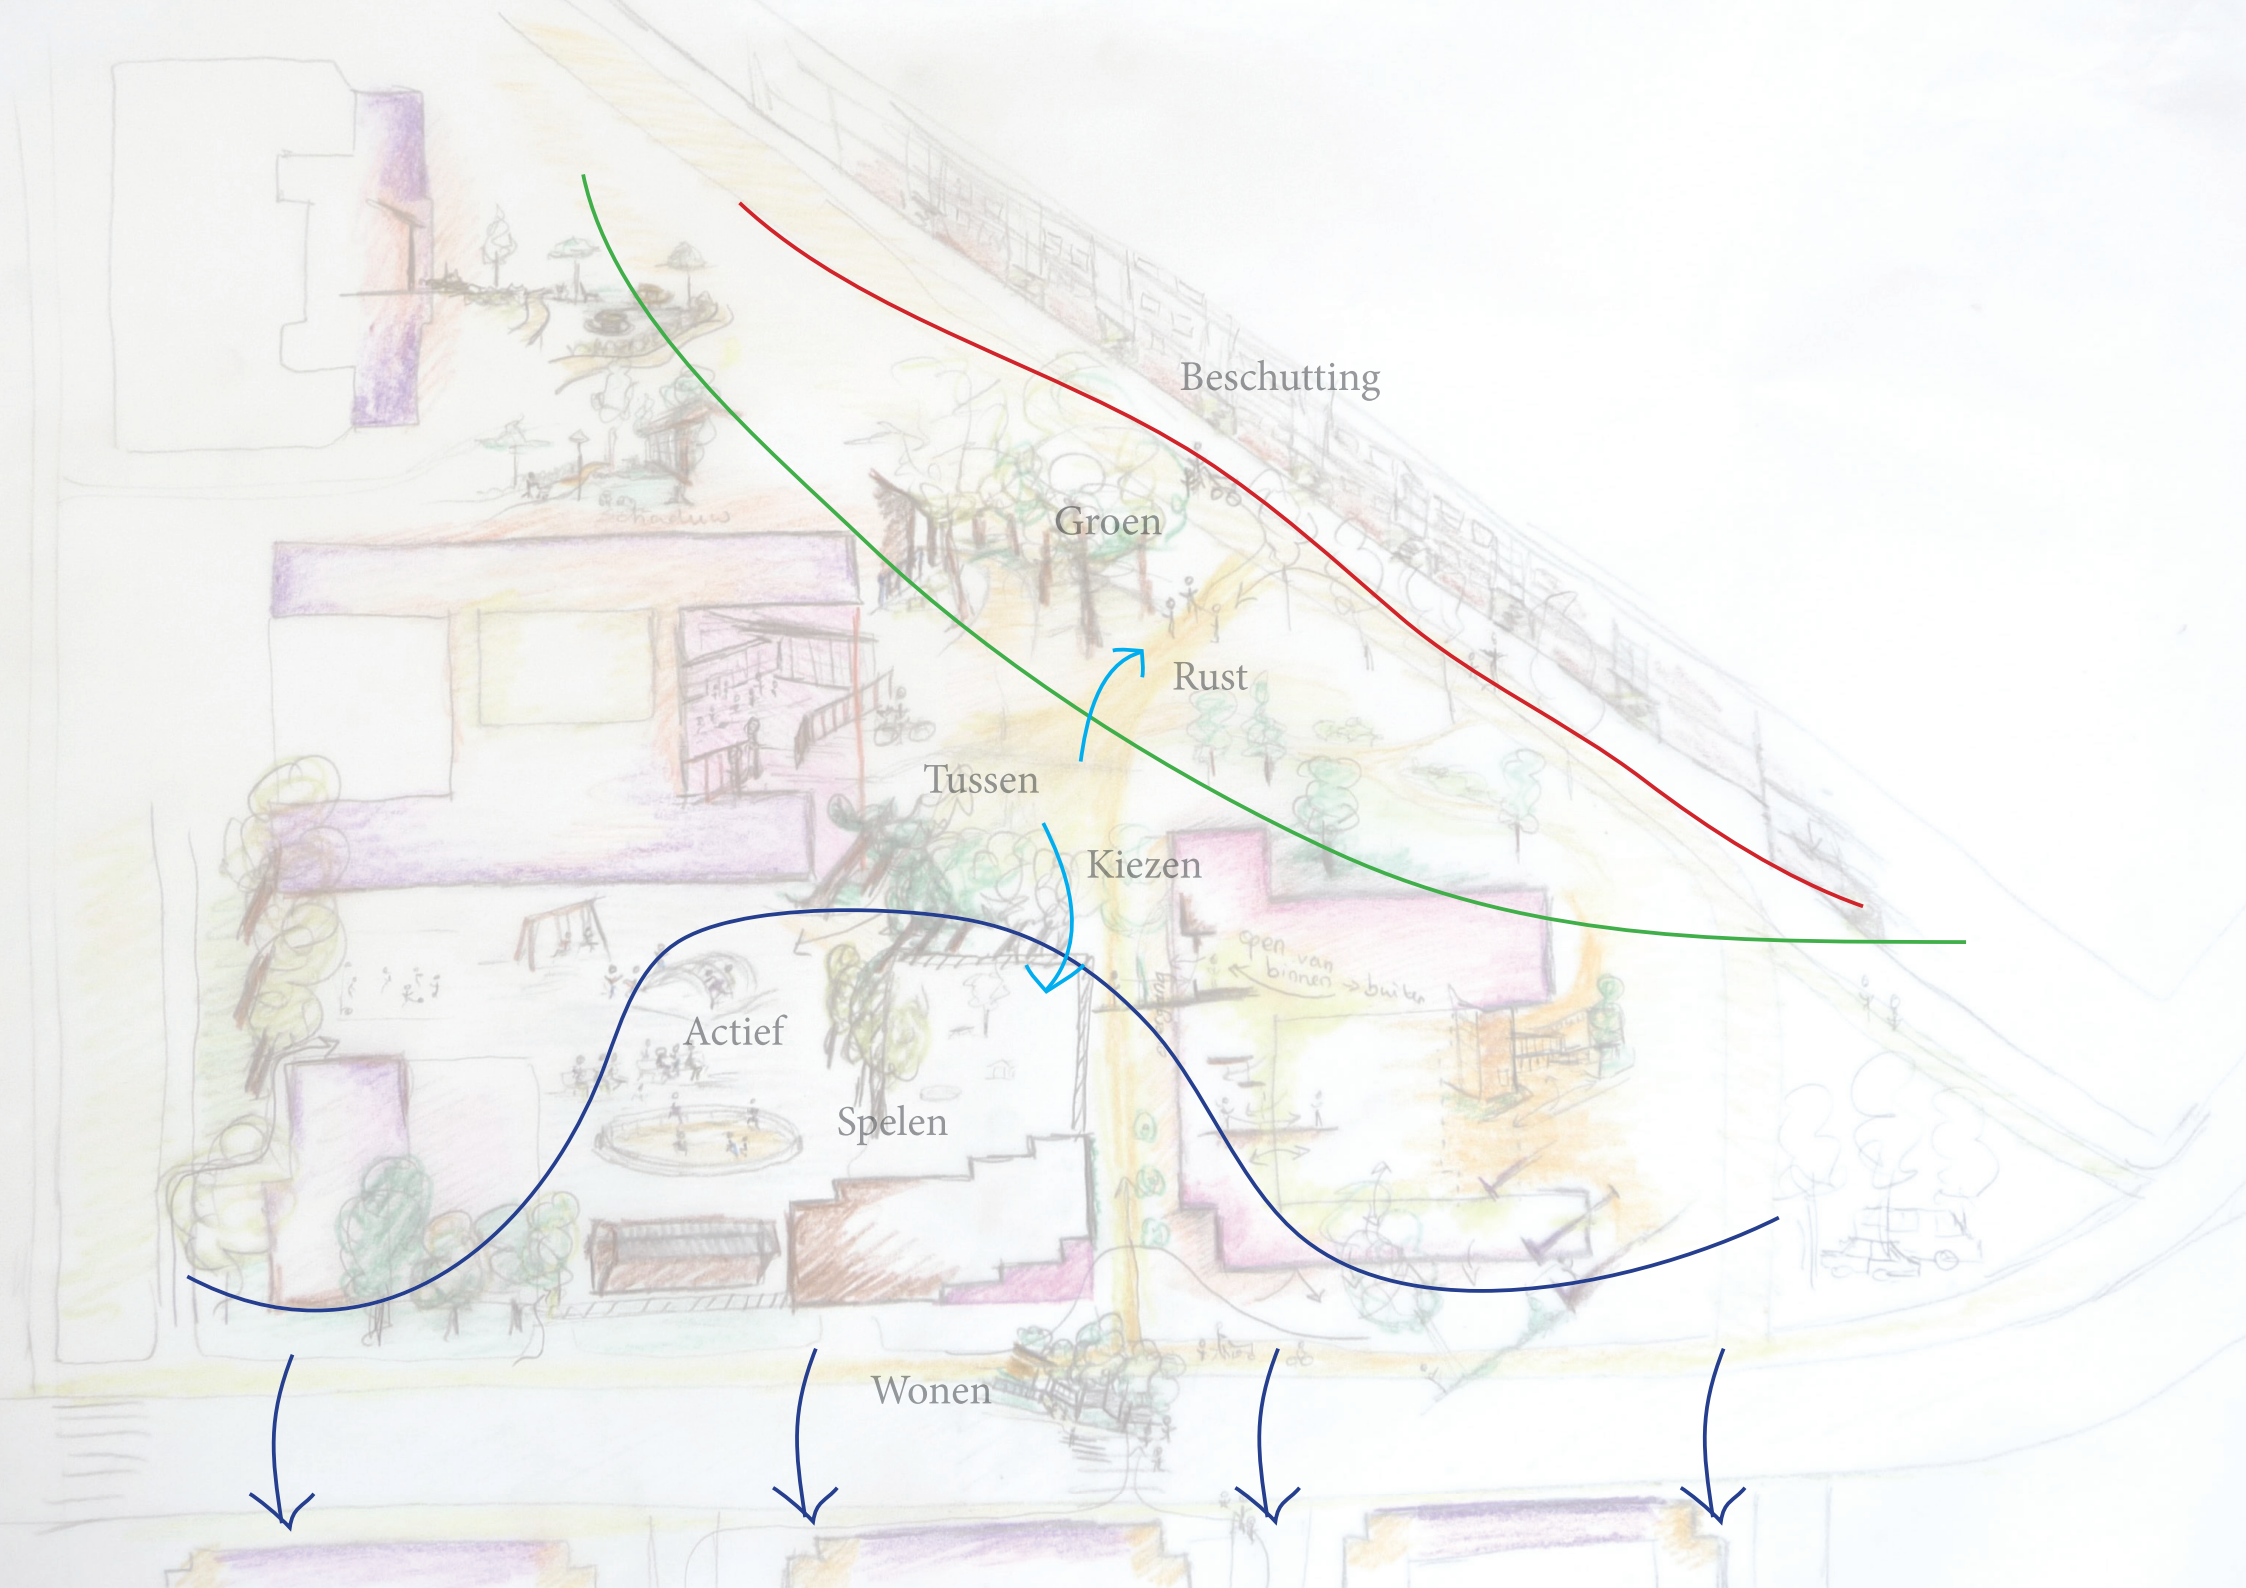 Beschutting
Groen
schaduw
Rust
Tussen
Kiezen
open van
binnen → buiten
Actief
Spelen
Wonen